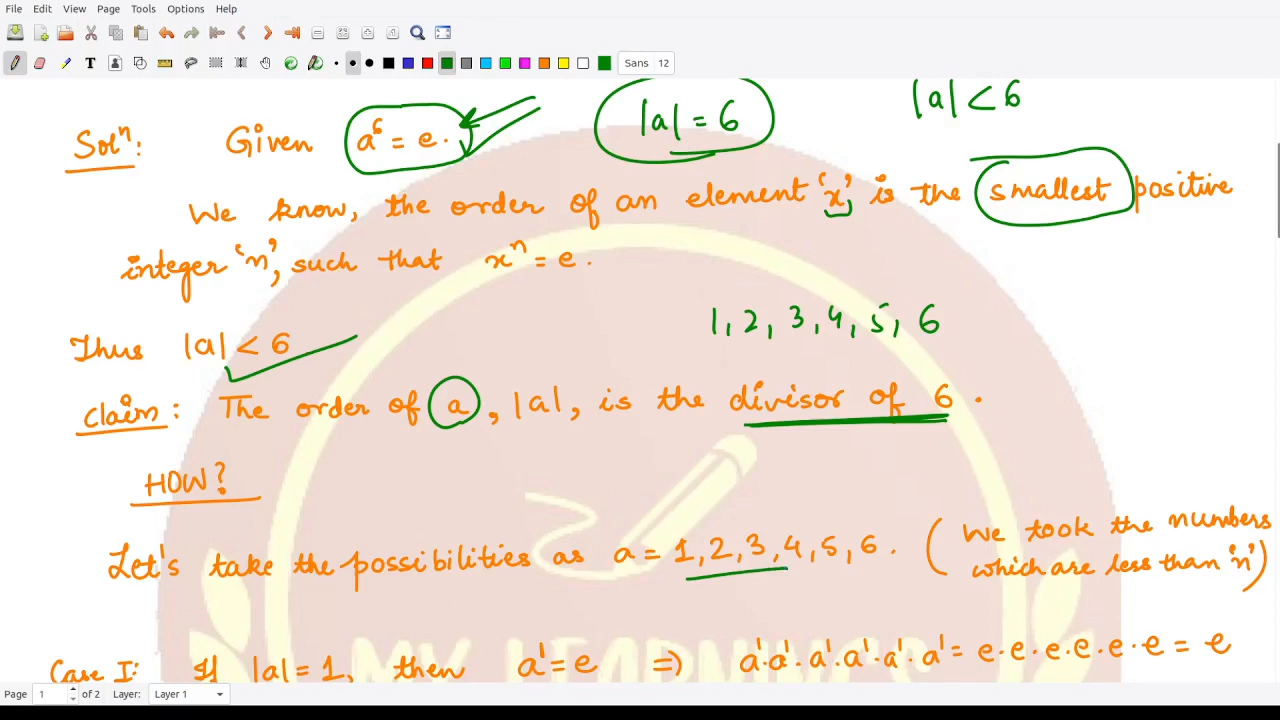 File Edit View Page Tools Options Help
T Sans 12
|a| = 6 |a| < 6
Solⁿ: Given a⁶ = e.
We know, the order of an element 'x' is the smallest positive
integer 'n', such that xⁿ = e.
1, 2, 3, 4, 5, 6
Thus |a| < 6
Claim: The order of a, |a|, is the divisor of 6.
HOW?
Let's take the possibilities as a = 1, 2, 3, 4, 5, 6. (We took the numbers
which are less than 'n')
MY LEARNING
Case I: If |a| = 1, then a¹ = e ⇒ a¹·a¹·a¹·a¹·a¹·a¹ = e·e·e·e·e·e = e
Page 1 of 2 Layer: Layer 1